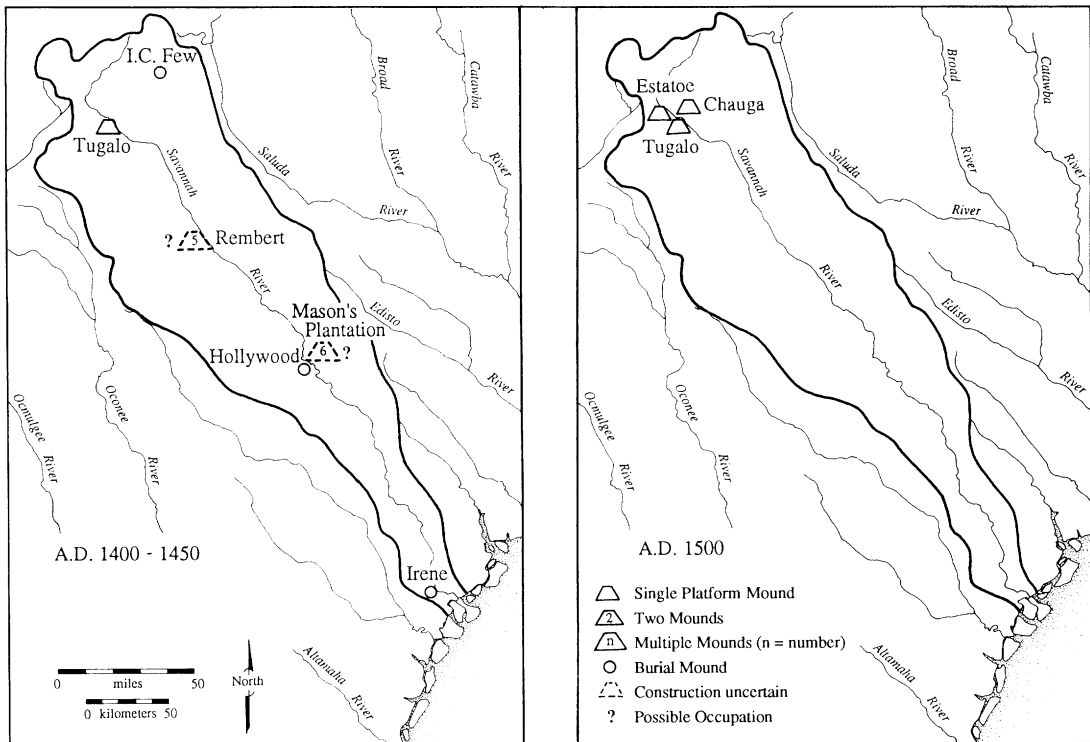 I.C. Few
Tugalo
Savannah
River
? 5 Rembert
Mason's
Plantation
6 ?
Hollywood
Broad
River
Catawba
River
Saluda
River
Edisto
River
Ocmulgee
River
Oconee
River
A.D. 1400 - 1450
Irene
Altamaha
River
0 miles 50
0 kilometers 50
North
Estatoe
Chauga
Tugalo
Savannah
River
Broad
River
Catawba
River
Saluda
River
Edisto
River
Ocmulgee
River
Oconee
River
A.D. 1500
Single Platform Mound
2 Two Mounds
n Multiple Mounds (n = number)
Burial Mound
Construction uncertain
? Possible Occupation
Altamaha
River